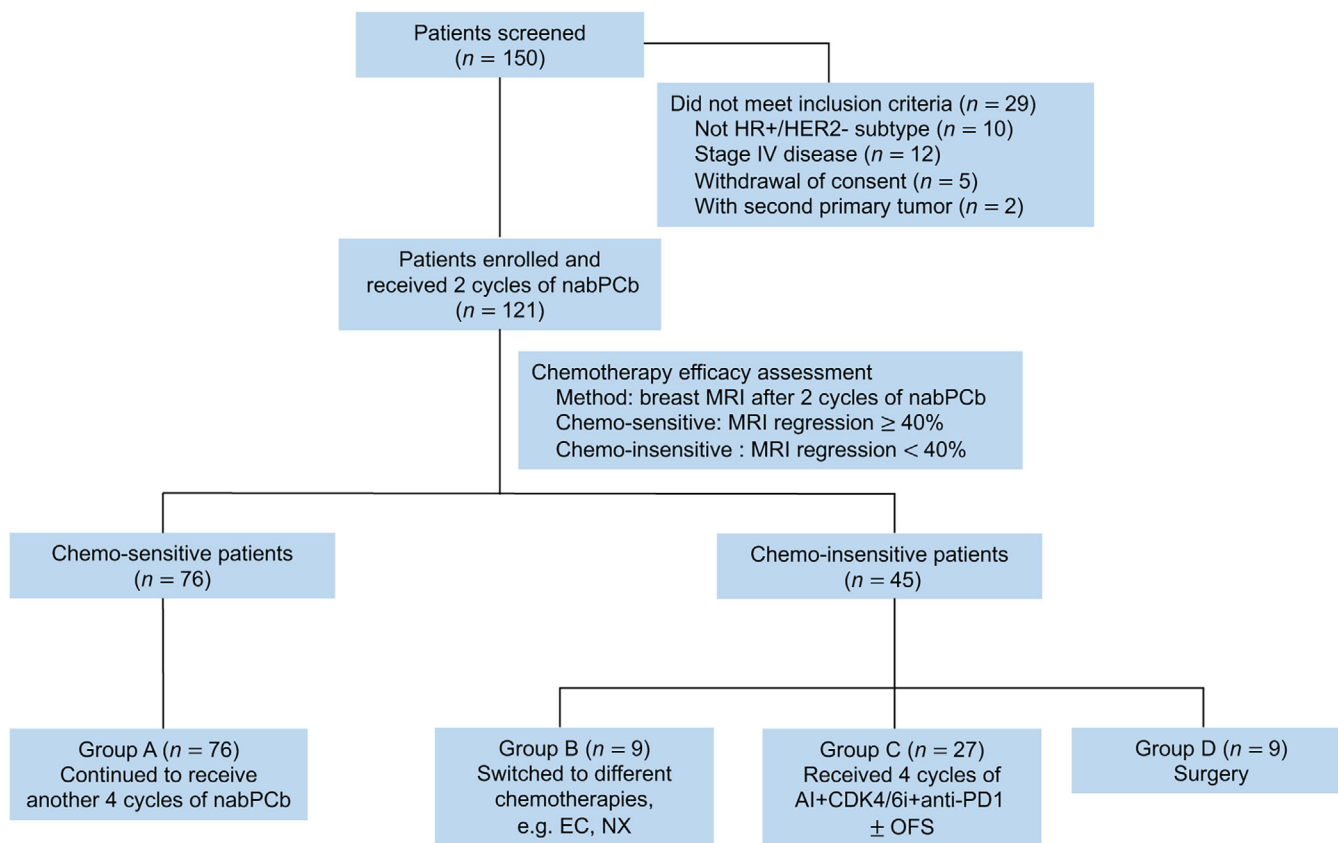 Patients screened
(n = 150)
Did not meet inclusion criteria (n = 29)
Not HR+/HER2- subtype (n = 10)
Stage IV disease (n = 12)
Withdrawal of consent (n = 5)
With second primary tumor (n = 2)
Patients enrolled and
received 2 cycles of nabPCb
(n = 121)
Chemotherapy efficacy assessment
Method: breast MRI after 2 cycles of nabPCb
Chemo-sensitive: MRI regression ≥ 40%
Chemo-insensitive : MRI regression < 40%
Chemo-sensitive patients
(n = 76)
Chemo-insensitive patients
(n = 45)
Group A (n = 76)
Continued to receive
another 4 cycles of nabPCb
Group B (n = 9)
Switched to different
chemotherapies,
e.g. EC, NX
Group C (n = 27)
Received 4 cycles of
AI+CDK4/6i+anti-PD1
± OFS
Group D (n = 9)
Surgery